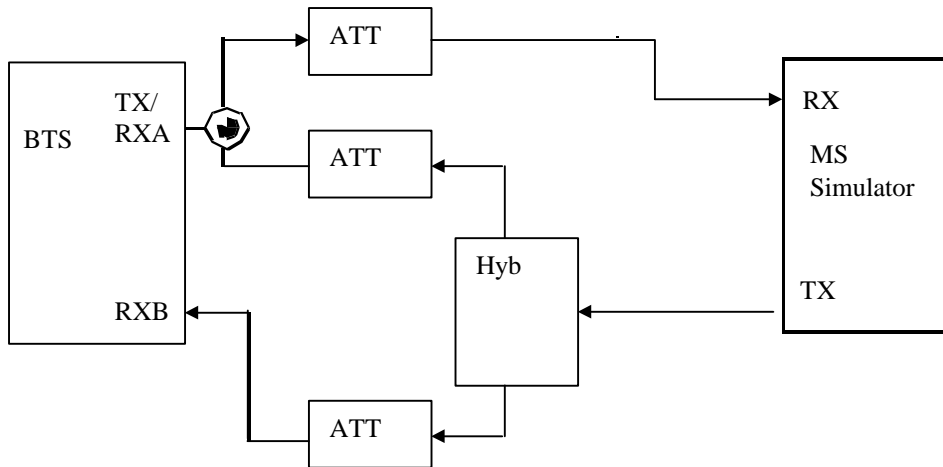 ATT
TX/
RXA
BTS
RX
MS
Simulator
ATT
Hyb
TX
RXB
ATT